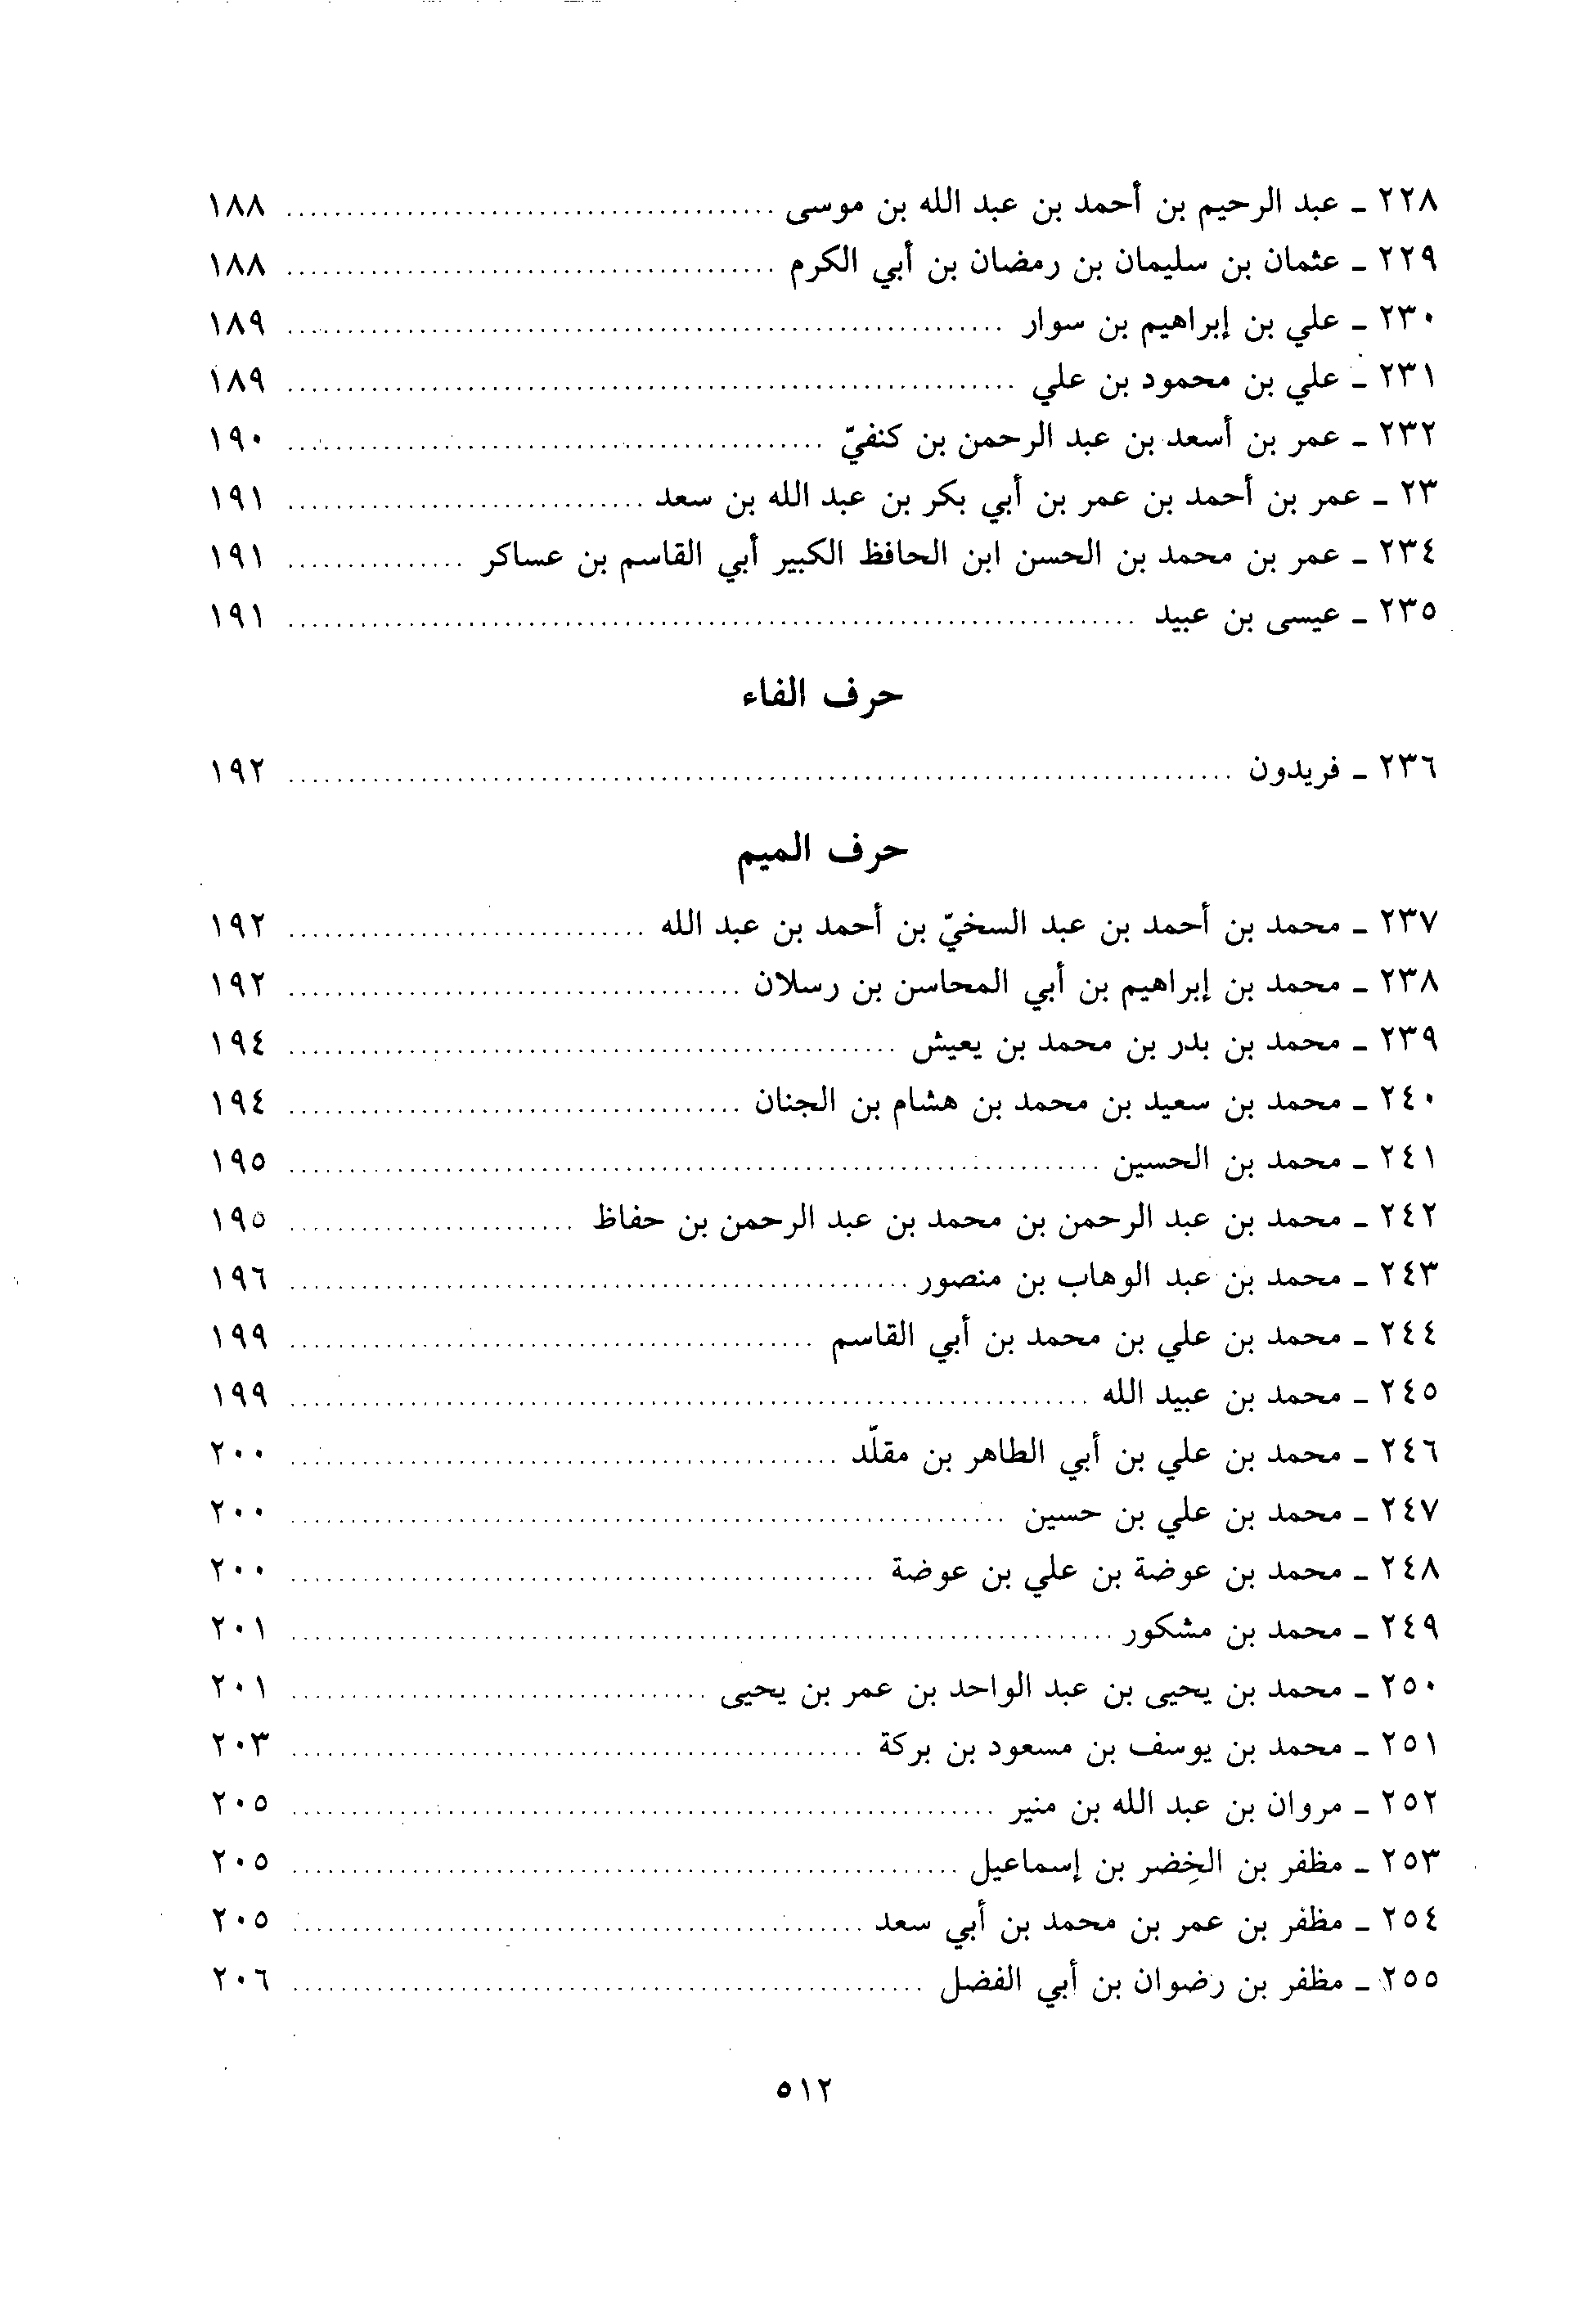 ٢٢٨ ـ عبد الرحيم بن أحمد بن عبد الله بن موسى ........ ١٨٨
٢٢٩ ـ عثمان بن سليمان بن رمضان بن أبي الكرم ........ ١٨٨
٢٣٠ ـ علي بن إبراهيم بن سوار ........ ١٨٩
٢٣١ ـ علي بن محمود بن علي ........ ١٨٩
٢٣٢ ـ عمر بن أسعد بن عبد الرحمن بن كنفيّ ........ ١٩٠
٢٣ ـ عمر بن أحمد بن عمر بن أبي بكر بن عبد الله بن سعد ........ ١٩١
٢٣٤ ـ عمر بن محمد بن الحسن ابن الحافظ الكبير أبي القاسم بن عساكر ........ ١٩١
٢٣٥ ـ عيسى بن عبيد ........ ١٩١
حرف الفاء
٢٣٦ ـ فريدون ........ ١٩٢
حرف الميم
٢٣٧ ـ محمد بن أحمد بن عبد السخيّ بن أحمد بن عبد الله ........ ١٩٢
٢٣٨ ـ محمد بن إبراهيم بن أبي المحاسن بن رسلان ........ ١٩٢
٢٣٩ ـ محمد بن بدر بن محمد بن يعيش ........ ١٩٤
٢٤٠ ـ محمد بن سعيد بن محمد بن هشام بن الجنان ........ ١٩٤
٢٤١ ـ محمد بن الحسين ........ ١٩٥
٢٤٢ ـ محمد بن عبد الرحمن بن محمد بن عبد الرحمن بن حفاظ ........ ١٩٥
٢٤٣ ـ محمد بن عبد الوهاب بن منصور ........ ١٩٦
٢٤٤ ـ محمد بن علي بن محمد بن أبي القاسم ........ ١٩٩
٢٤٥ ـ محمد بن عبيد الله ........ ١٩٩
٢٤٦ ـ محمد بن علي بن أبي الطاهر بن مقلّد ........ ٢٠٠
٢٤٧ ـ محمد بن علي بن حسين ........ ٢٠٠
٢٤٨ ـ محمد بن عوضة بن علي بن عوضة ........ ٢٠٠
٢٤٩ ـ محمد بن مشكور ........ ٢٠١
٢٥٠ ـ محمد بن يحيى بن عبد الواحد بن عمر بن يحيى ........ ٢٠١
٢٥١ ـ محمد بن يوسف بن مسعود بن بركة ........ ٢٠٣
٢٥٢ ـ مروان بن عبد الله بن منير ........ ٢٠٥
٢٥٣ ـ مظفر بن الخِضر بن إسماعيل ........ ٢٠٥
٢٥٤ ـ مظفر بن عمر بن محمد بن أبي سعد ........ ٢٠٥
٢٥٥ ـ مظفر بن رضوان بن أبي الفضل ........ ٢٠٦
٥١٢